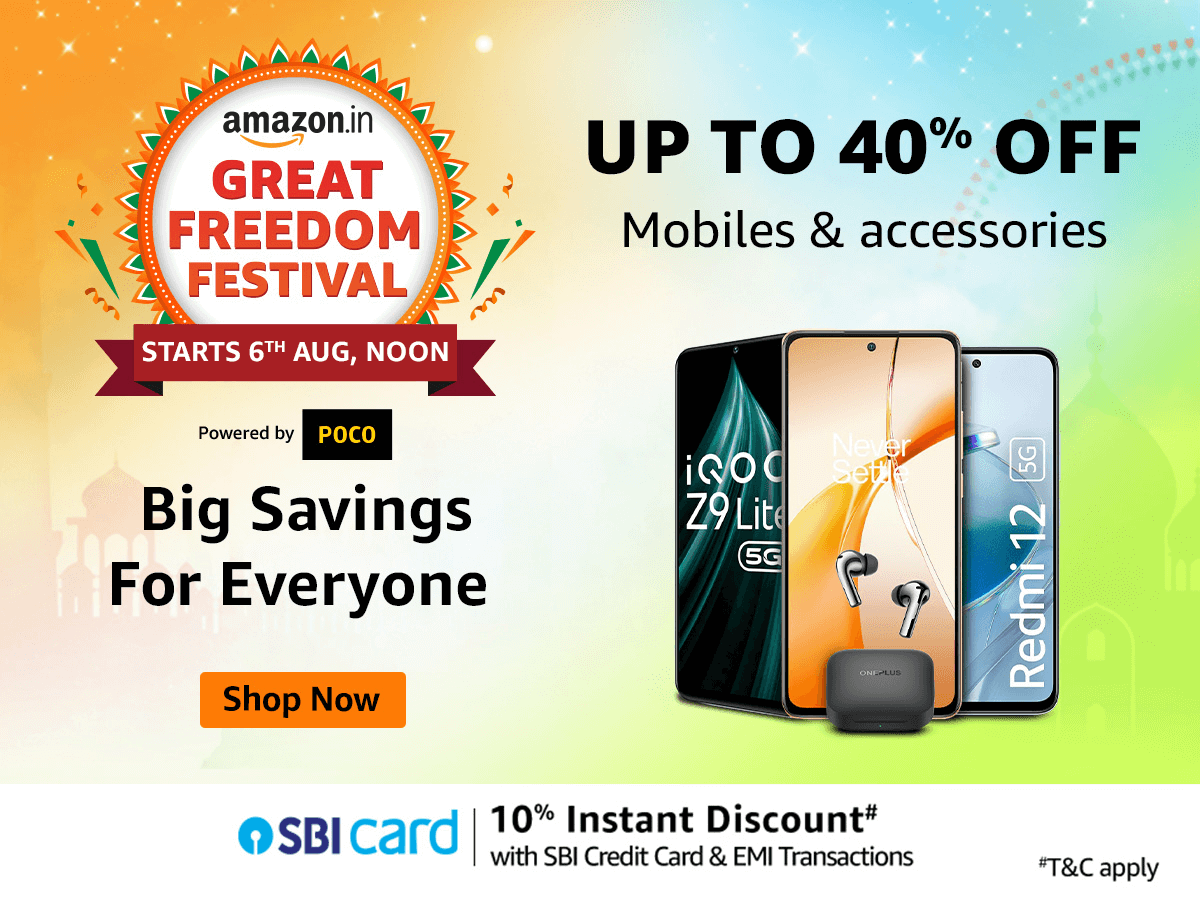 amazon.in
GREAT
FREEDOM
FESTIVAL
STARTS 6TH AUG, NOON
Powered by POCO
Big Savings
For Everyone
Shop Now
UP TO 40% OFF
Mobiles & accessories
iQOO
Z9 Lite
5G
Never
Settle
ONEPLUS
Redmi 12
5G
SBI card
10% Instant Discount#
with SBI Credit Card & EMI Transactions
#T&C apply